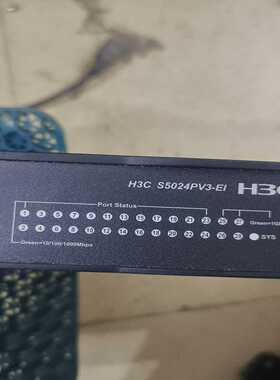 H3C S5024PV3-EI H3C
Port Status
1 3 5 7 9 11 13 15 17 19 21 23 25 27
2 4 6 8 10 12 14 16 18 20 22 24 26 28 SYS
Green=10/100/1000Mbps